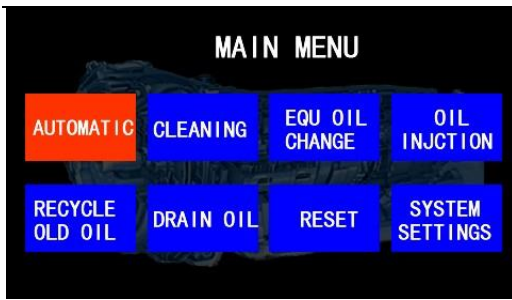 MAIN MENU
AUTOMATIC
CLEANING
EQU OIL
CHANGE
OIL
INJCTION
RECYCLE
OLD OIL
DRAIN OIL
RESET
SYSTEM
SETTINGS